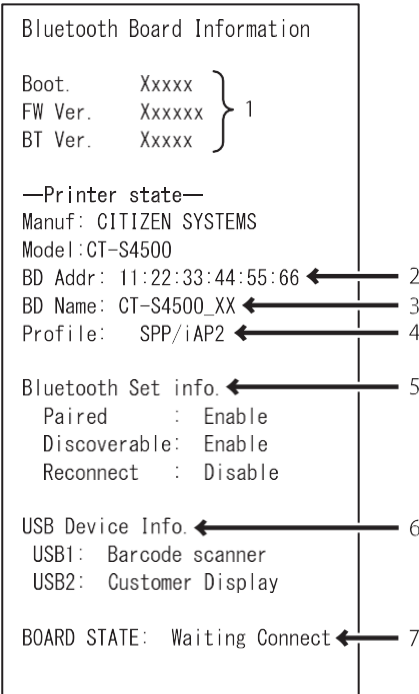 Bluetooth Board Information
Boot. Xxxxx
FW Ver. Xxxxxx
BT Ver. Xxxxx
1
—Printer state—
Manuf: CITIZEN SYSTEMS
Model:CT-S4500
BD Addr: 11:22:33:44:55:66 2
BD Name: CT-S4500_XX 3
Profile: SPP/iAP2 4
Bluetooth Set info. 5
Paired : Enable
Discoverable: Enable
Reconnect : Disable
USB Device Info. 6
USB1: Barcode scanner
USB2: Customer Display
BOARD STATE: Waiting Connect 7